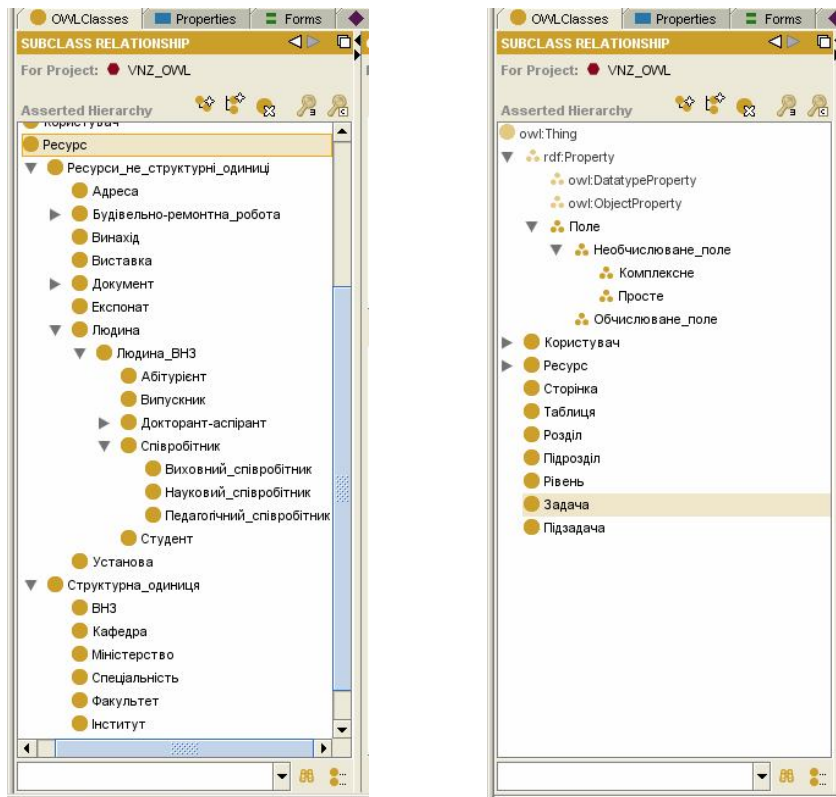 OWLClasses Properties Forms
SUBCLASS RELATIONSHIP
For Project: VNZ_OWL
Asserted Hierarchy
Користувач
Ресурс
Ресурси_не_структурні_одиниці
Адреса
Будівельно-ремонтна_робота
Винахід
Виставка
Документ
Експонат
Людина
Людина_ВНЗ
Абітурієнт
Випускник
Докторант-аспірант
Співробітник
Виховний_співробітник
Науковий_співробітник
Педагогічний_співробітник
Студент
Установа
Структурна_одиниця
ВНЗ
Кафедра
Міністерство
Спеціальність
Факультет
Інститут
OWLClasses Properties Forms
SUBCLASS RELATIONSHIP
For Project: VNZ_OWL
Asserted Hierarchy
owl:Thing
rdf:Property
owl:DatatypeProperty
owl:ObjectProperty
Поле
Необчислюване_поле
Комплексне
Просте
Обчислюване_поле
Користувач
Ресурс
Сторінка
Таблиця
Розділ
Підрозділ
Рівень
Задача
Підзадача